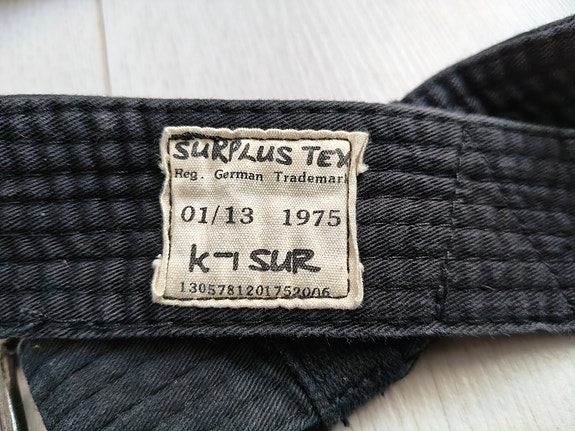 SURPLUS TEX
Reg. German Trademark
01/13 1975
K-1 SUR
1305781201752006